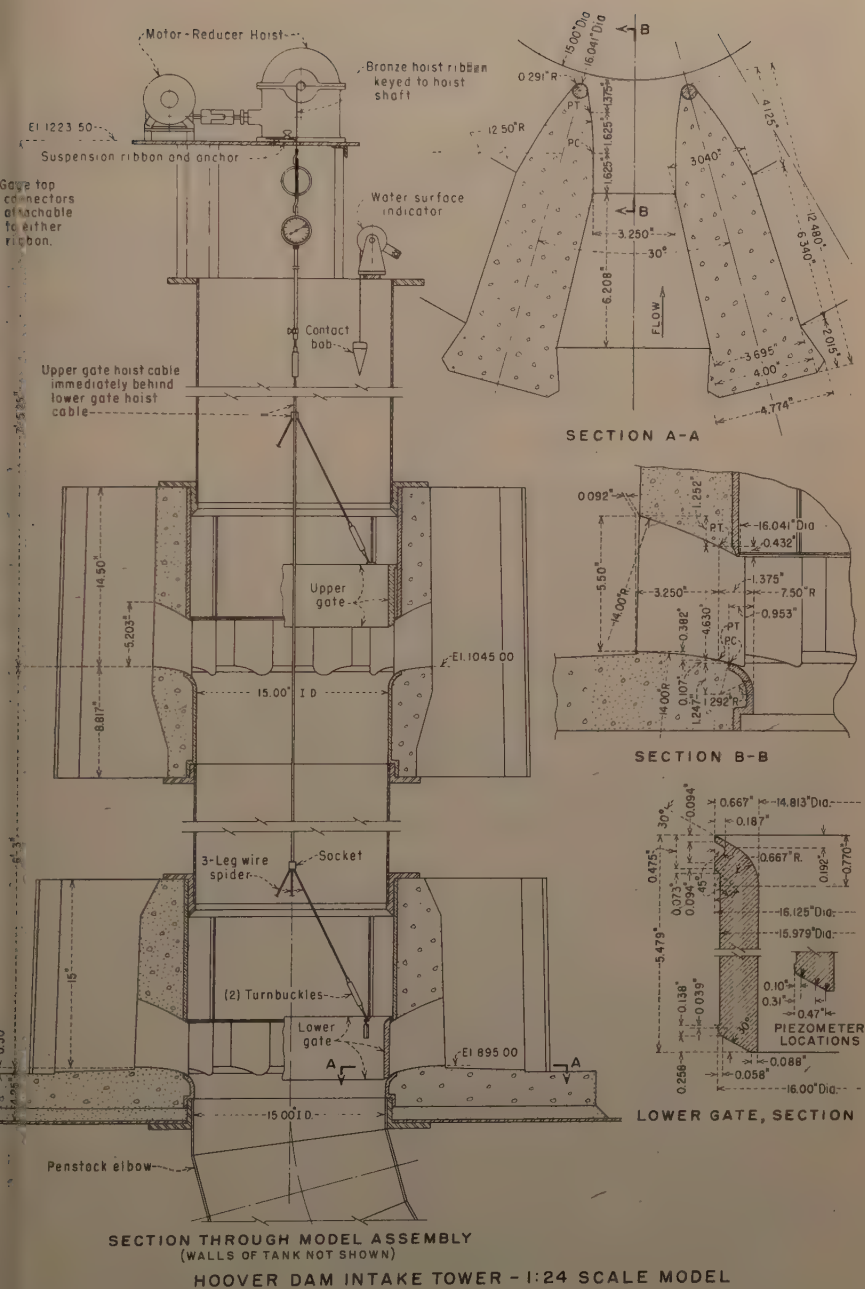 Motor-Reducer Hoist
Bronze hoist ribbon
keyed to hoist
shaft
El. 1223.50
Suspension ribbon and anchor
Gage top
connectors
attachable
to either
ribbon.
Water surface
indicator
Contact
bob
Upper gate hoist cable
immediately behind
lower gate hoist
cable
14.50"
5.203"
8.817"
Upper
gate
El. 1045.00
15.00" I D
6'-3"
3-Leg wire
spider
Socket
15"
(2) Turnbuckles
Lower
gate
El 895.00
A
A
15.00 I.D.
Penstock elbow
SECTION THROUGH MODEL ASSEMBLY
(WALLS OF TANK NOT SHOWN)
15.00" Dia
16.041" Dia
B
0.291" R
PT
1.375"
12.50" R
PC
1.625"
1.625"
3.040"
4.125"
B
3.250"
30°
12.480"
6.340"
6.208"
FLOW
2.015"
3.695"
4.00"
4.774"
SECTION A-A
0.092"
1.252"
P.T.
16.041" Dia
0.432"
5.50"
14.00" R
3.250"
1.375"
7.50" R
0.953"
0.382"
4.630"
PT
PC
14.00 R
0.107"
1.247"
1.292" R
SECTION B-B
0.094"
0.667"
14.813" Dia.
30°
0.187"
0.475"
0.667" R.
0.192"
0.770"
0.073"
0.094"
45°
16.125" Dia.
15.979" Dia.
5.479"
0.138"
0.039"
0.10"
0.31"
0.47"
PIEZOMETER
LOCATIONS
30°
0.258"
0.088"
0.058"
16.00" Dia.
LOWER GATE, SECTION
HOOVER DAM INTAKE TOWER - 1:24 SCALE MODEL